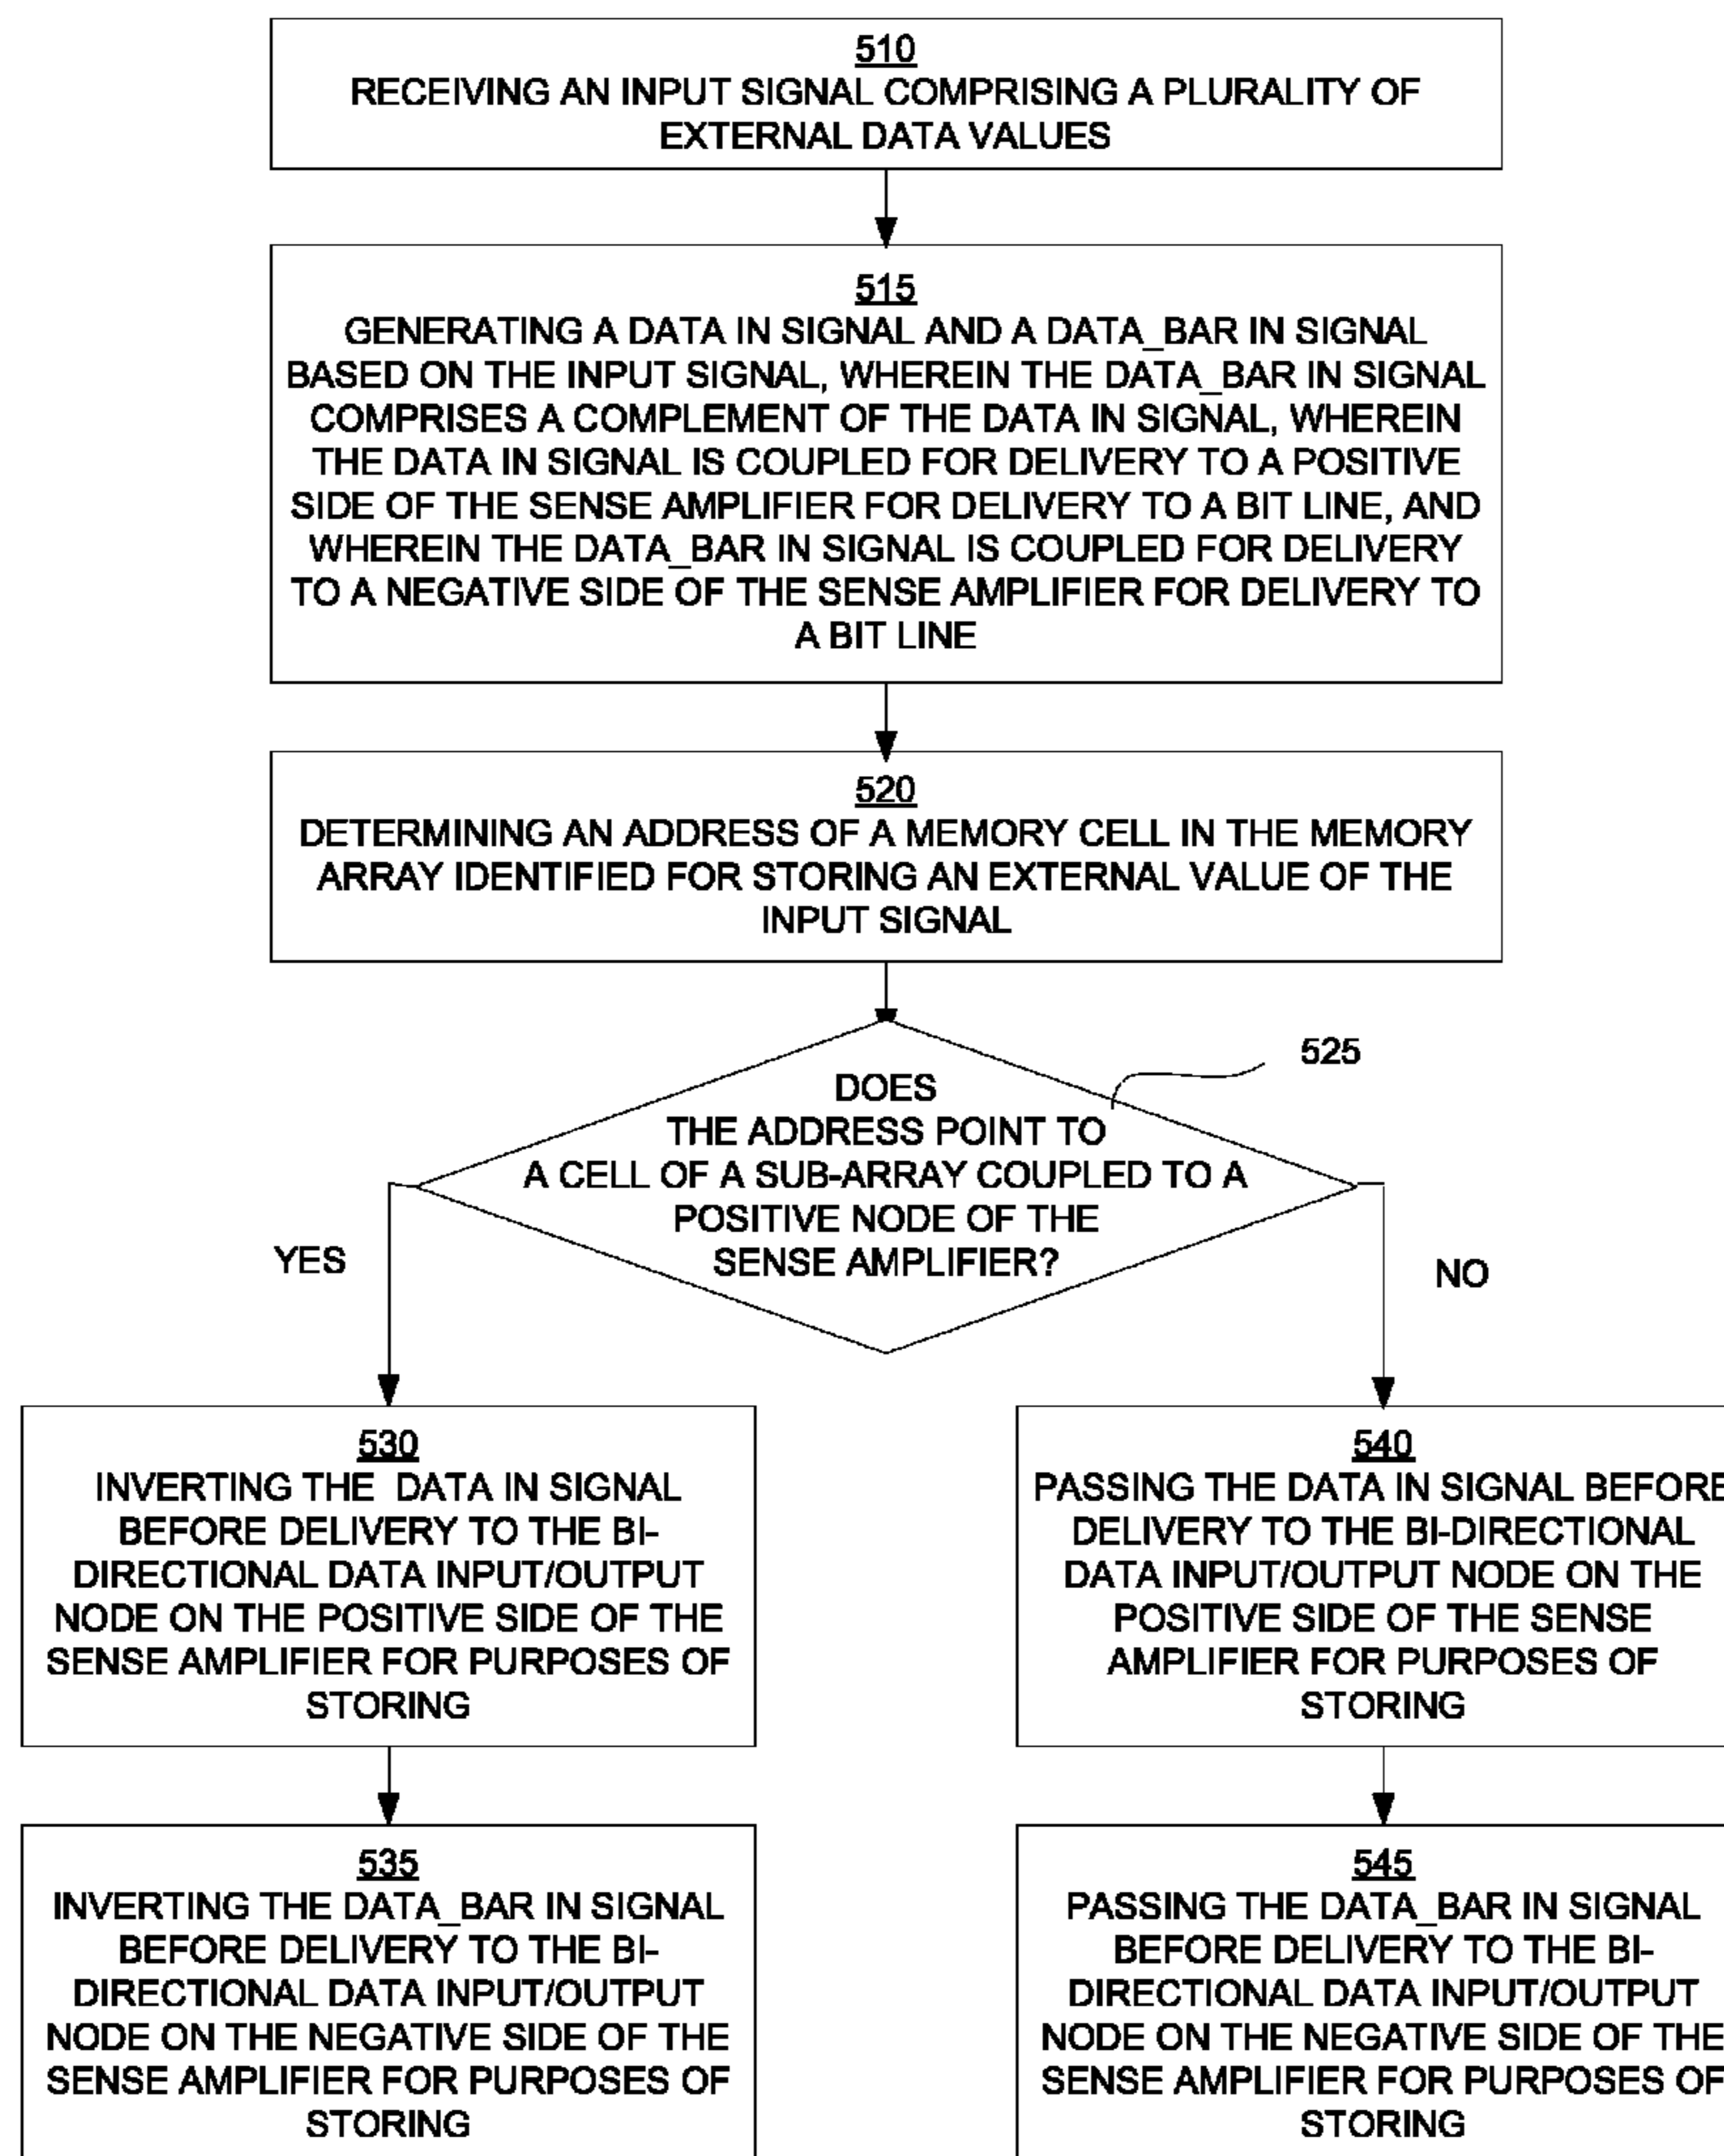 510
RECEIVING AN INPUT SIGNAL COMPRISING A PLURALITY OF
EXTERNAL DATA VALUES
515
GENERATING A DATA IN SIGNAL AND A DATA_BAR IN SIGNAL
BASED ON THE INPUT SIGNAL, WHEREIN THE DATA_BAR IN SIGNAL
COMPRISES A COMPLEMENT OF THE DATA IN SIGNAL, WHEREIN
THE DATA IN SIGNAL IS COUPLED FOR DELIVERY TO A POSITIVE
SIDE OF THE SENSE AMPLIFIER FOR DELIVERY TO A BIT LINE, AND
WHEREIN THE DATA_BAR IN SIGNAL IS COUPLED FOR DELIVERY
TO A NEGATIVE SIDE OF THE SENSE AMPLIFIER FOR DELIVERY TO
A BIT LINE
520
DETERMINING AN ADDRESS OF A MEMORY CELL IN THE MEMORY
ARRAY IDENTIFIED FOR STORING AN EXTERNAL VALUE OF THE
INPUT SIGNAL
525
DOES
THE ADDRESS POINT TO
A CELL OF A SUB-ARRAY COUPLED TO A
POSITIVE NODE OF THE
SENSE AMPLIFIER?
YES
NO
530
INVERTING THE DATA IN SIGNAL
BEFORE DELIVERY TO THE BI-
DIRECTIONAL DATA INPUT/OUTPUT
NODE ON THE POSITIVE SIDE OF THE
SENSE AMPLIFIER FOR PURPOSES OF
STORING
540
PASSING THE DATA IN SIGNAL BEFORE
DELIVERY TO THE BI-DIRECTIONAL
DATA INPUT/OUTPUT NODE ON THE
POSITIVE SIDE OF THE SENSE
AMPLIFIER FOR PURPOSES OF
STORING
535
INVERTING THE DATA_BAR IN SIGNAL
BEFORE DELIVERY TO THE BI-
DIRECTIONAL DATA INPUT/OUTPUT
NODE ON THE NEGATIVE SIDE OF THE
SENSE AMPLIFIER FOR PURPOSES OF
STORING
545
PASSING THE DATA_BAR IN SIGNAL
BEFORE DELIVERY TO THE BI-
DIRECTIONAL DATA INPUT/OUTPUT
NODE ON THE NEGATIVE SIDE OF THE
SENSE AMPLIFIER FOR PURPOSES OF
STORING